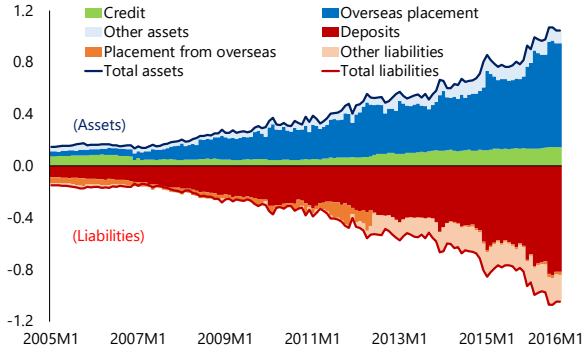 1.2
Credit
Overseas placement
Other assets
Deposits
Placement from overseas
Other liabilities
Total assets
Total liabilities
0.8
0.4
(Assets)
0.0
-0.4
(Liabilities)
-0.8
-1.2
2005M1 2007M1 2009M1 2011M1 2013M1 2015M1 2016M1